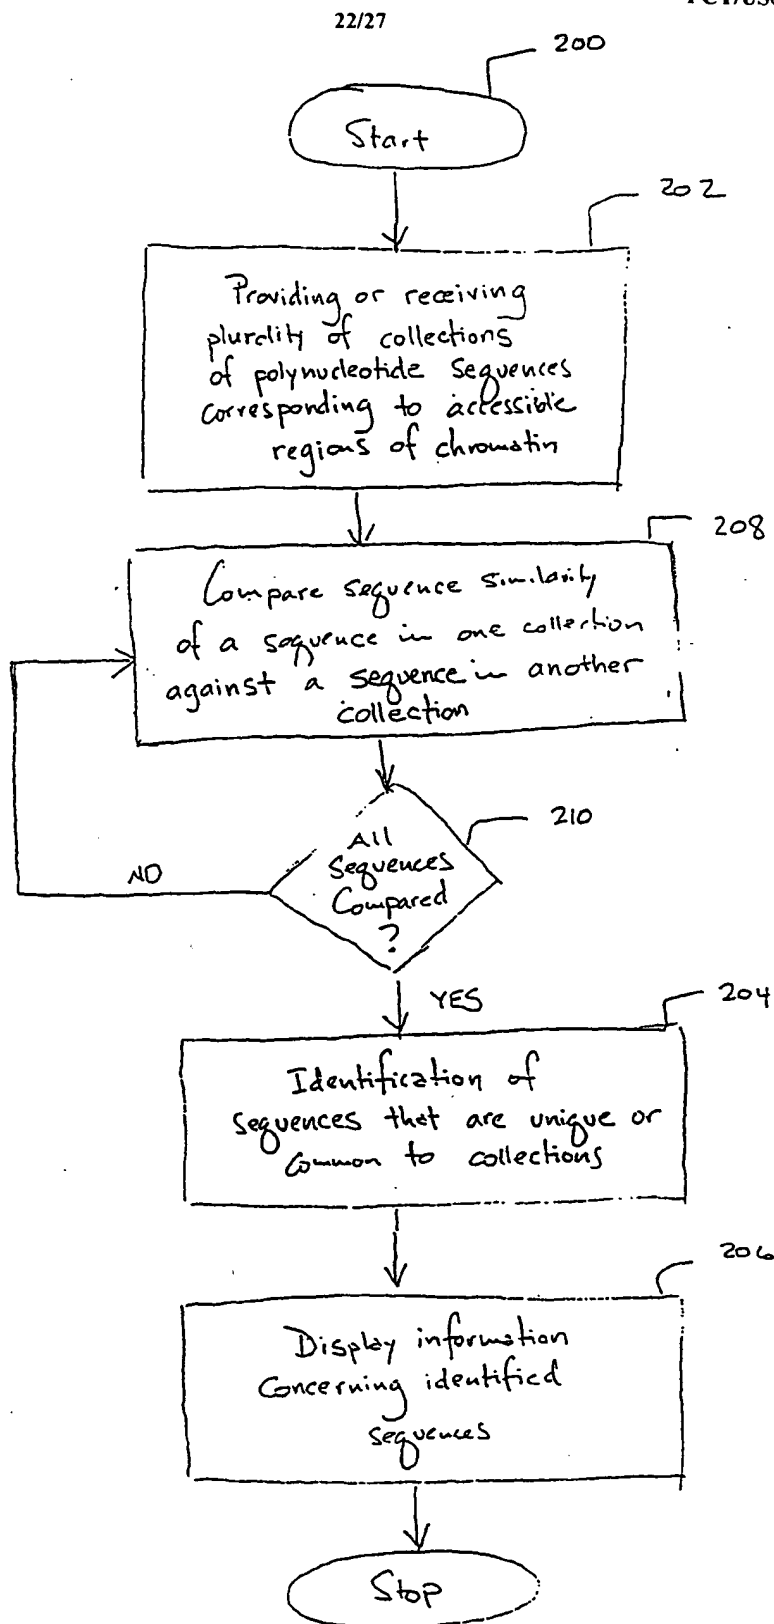 22/27
200
Start
202
Providing or receiving
plurality of collections
of polynucleotide sequences
corresponding to accessible
regions of chromatin
208
Compare sequence similarity
of a sequence in one collection
against a sequence in another
collection
210
All
Sequences
Compared
?
NO
YES
204
Identification of
sequences that are unique or
common to collections
206
Display information
concerning identified
sequences
Stop